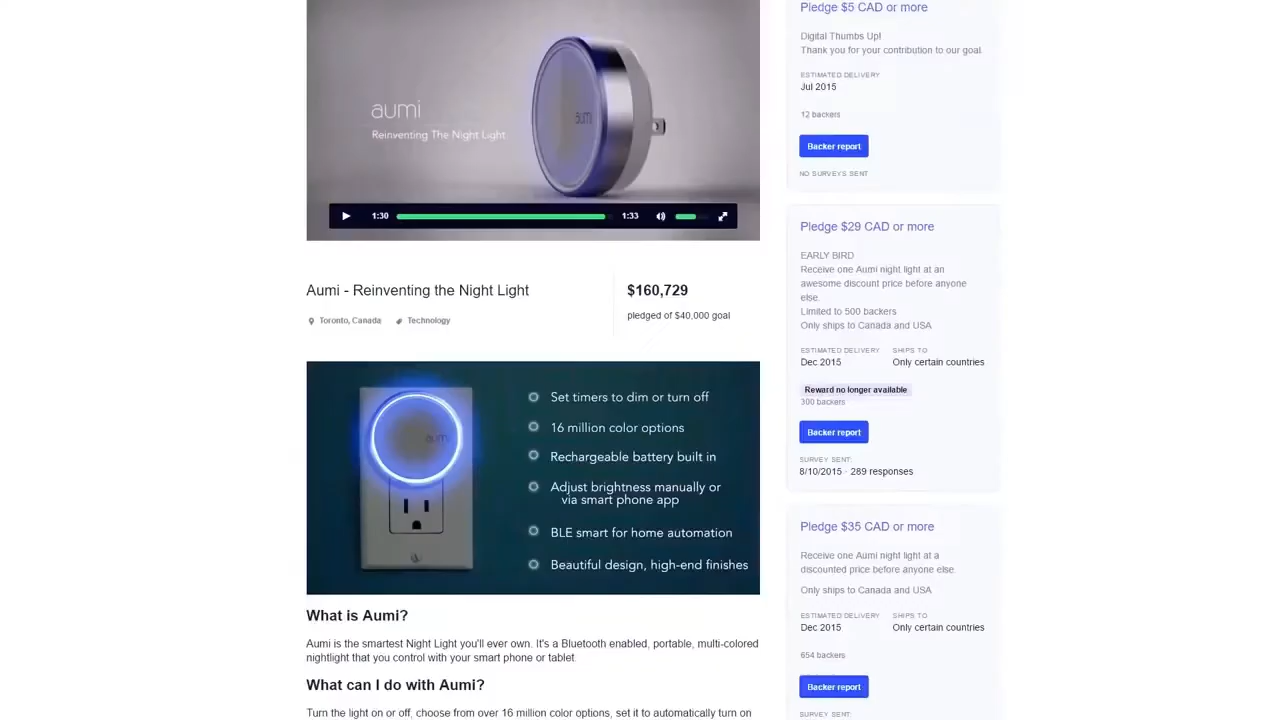 aumi
Reinventing The Night Light.
aumi
1:30
1:33
Aumi - Reinventing the Night Light
Toronto, Canada
Technology
$160,729
pledged of $40,000 goal
aumi
Set timers to dim or turn off
16 million color options
Rechargeable battery built in
Adjust brightness manually or
via smart phone app
BLE smart for home automation
Beautiful design, high-end finishes
What is Aumi?
Aumi is the smartest Night Light you'll ever own. It's a Bluetooth enabled, portable, multi-colored
nightlight that you control with your smart phone or tablet.
What can I do with Aumi?
Turn the light on or off, choose from over 16 million color options, set it to automatically turn on
Pledge $5 CAD or more
Digital Thumbs Up!
Thank you for your contribution to our goal.
ESTIMATED DELIVERY
Jul 2015
12 backers
Backer report
NO SURVEYS SENT
Pledge $29 CAD or more
EARLY BIRD
Receive one Aumi night light at an
awesome discount price before anyone
else.
Limited to 500 backers
Only ships to Canada and USA
ESTIMATED DELIVERY
SHIPS TO
Dec 2015
Only certain countries
Reward no longer available
300 backers
Backer report
SURVEY SENT:
8/10/2015 · 289 responses
Pledge $35 CAD or more
Receive one Aumi night light at a
discounted price before anyone else.
Only ships to Canada and USA
ESTIMATED DELIVERY
SHIPS TO
Dec 2015
Only certain countries
654 backers
Backer report
SURVEY SENT: